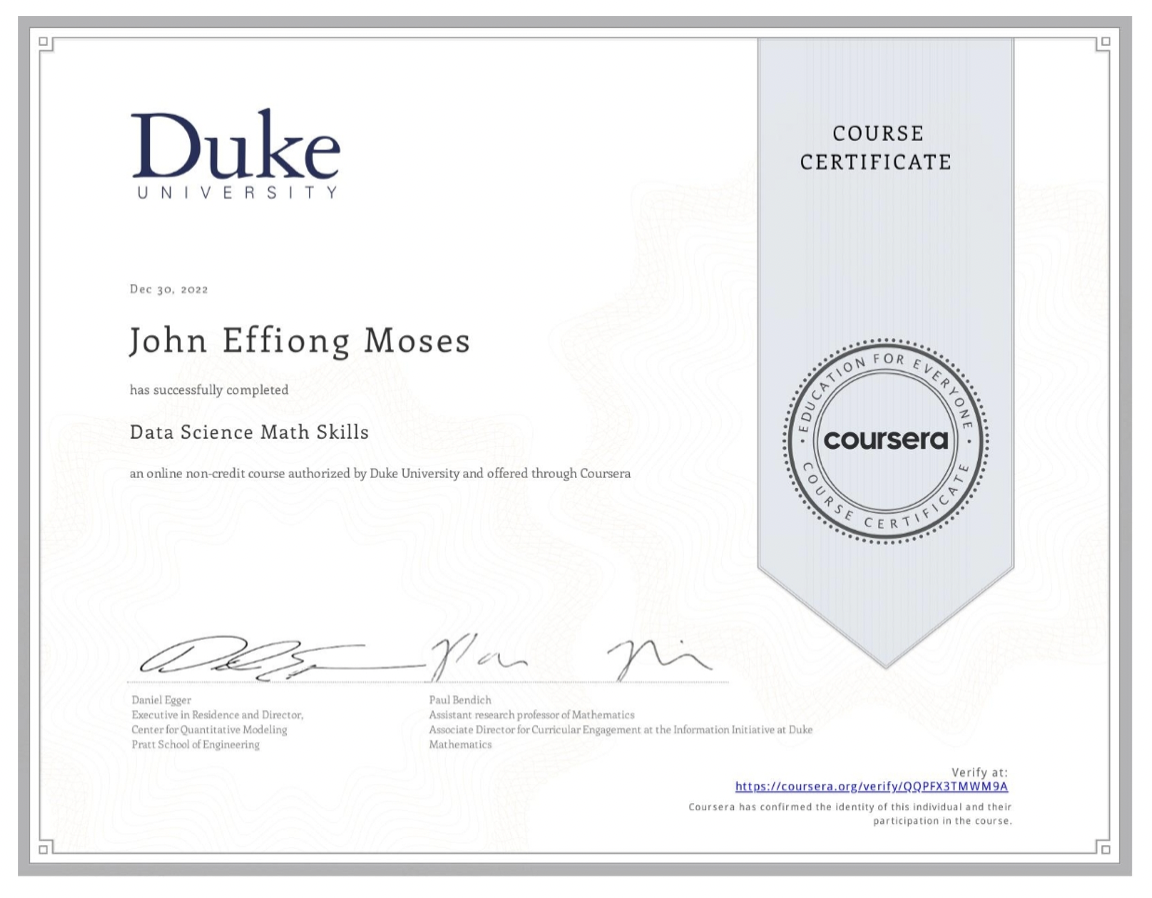 Duke
UNIVERSITY
COURSE
CERTIFICATE
Dec 30, 2022
John Effiong Moses
has successfully completed
Data Science Math Skills
an online non-credit course authorized by Duke University and offered through Coursera
EDUCATION FOR EVERYONE
coursera
COURSE CERTIFICATE
Daniel Egger
Executive in Residence and Director,
Center for Quantitative Modeling
Pratt School of Engineering
Paul Bendich
Assistant research professor of Mathematics
Associate Director for Curricular Engagement at the Information Initiative at Duke
Mathematics
Verify at:
https://coursera.org/verify/QQPFX3TMWM9A
Coursera has confirmed the identity of this individual and their
participation in the course.